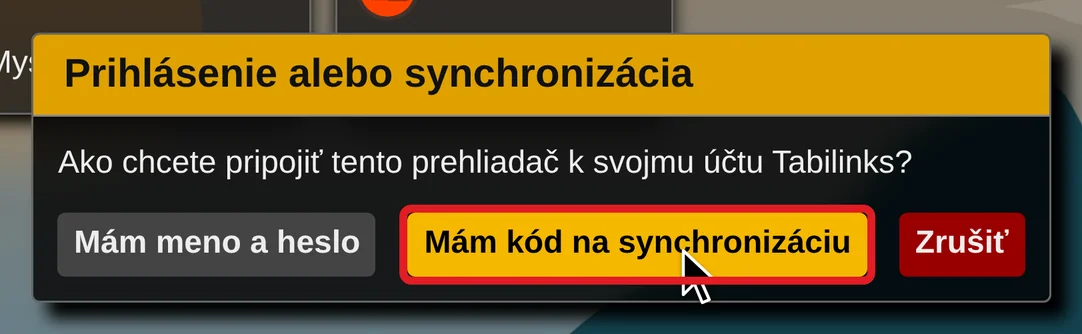 Prihlásenie alebo synchronizácia
Ako chcete pripojiť tento prehliadač k svojmu účtu Tabilinks?
Mám meno a heslo
Mám kód na synchronizáciu
Zrušiť